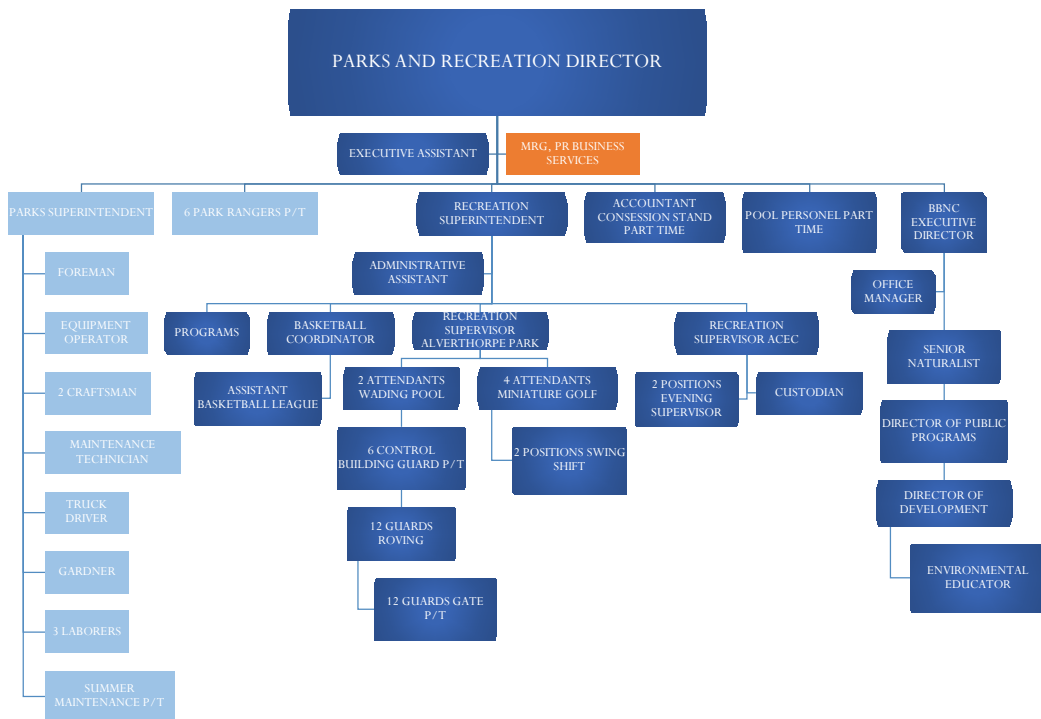 PARKS AND RECREATION DIRECTOR
EXECUTIVE ASSISTANT
MRG, PR BUSINESS
SERVICES
PARKS SUPERINTENDENT
6 PARK RANGERS P/T
RECREATION
SUPERINTENDENT
ACCOUNTANT
CONSESSION STAND
PART TIME
POOL PERSONEL PART
TIME
BBNC
EXECUTIVE
DIRECTOR
FOREMAN
EQUIPMENT
OPERATOR
2 CRAFTSMAN
MAINTENANCE
TECHNICIAN
TRUCK
DRIVER
GARDNER
3 LABORERS
SUMMER
MAINTENANCE P/T
ADMINISTRATIVE
ASSISTANT
PROGRAMS
BASKETBALL
COORDINATOR
ASSISTANT
BASKETBALL LEAGUE
RECREATION
SUPERVISOR
ALVERTHORPE PARK
2 ATTENDANTS
WADING POOL
6 CONTROL
BUILDING GUARD P/T
12 GUARDS
ROVING
12 GUARDS GATE
P/T
4 ATTENDANTS
MINIATURE GOLF
2 POSITIONS SWING
SHIFT
RECREATION
SUPERVISOR ACEC
2 POSITIONS
EVENING
SUPERVISOR
CUSTODIAN
OFFICE
MANAGER
SENIOR
NATURALIST
DIRECTOR OF PUBLIC
PROGRAMS
DIRECTOR OF
DEVELOPMENT
ENVIRONMENTAL
EDUCATOR